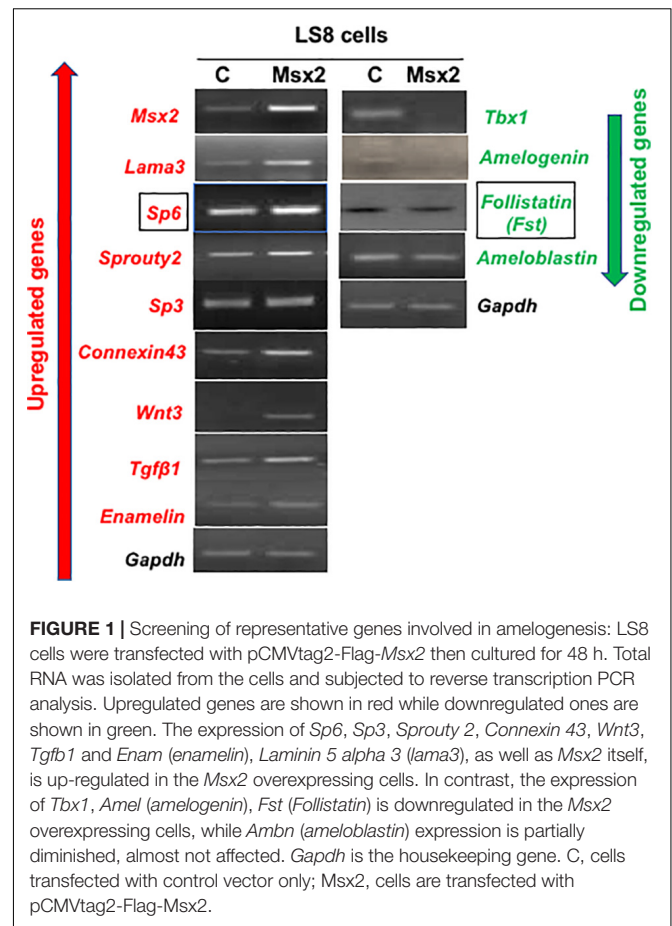 LS8 cells
C Msx2 C Msx2
Upregulated genes
Msx2
Lama3
Sp6
Sprouty2
Sp3
Connexin43
Wnt3
Tgfβ1
Enamelin
Gapdh
Tbx1
Amelogenin
Follistatin
(Fst)
Ameloblastin
Gapdh
Downregulated genes
FIGURE 1 | Screening of representative genes involved in amelogenesis: LS8
cells were transfected with pCMVtag2-Flag-Msx2 then cultured for 48 h. Total
RNA was isolated from the cells and subjected to reverse transcription PCR
analysis. Upregulated genes are shown in red while downregulated ones are
shown in green. The expression of Sp6, Sp3, Sprouty 2, Connexin 43, Wnt3,
Tgfb1 and Enam (enamelin), Laminin 5 alpha 3 (lama3), as well as Msx2 itself,
is up-regulated in the Msx2 overexpressing cells. In contrast, the expression
of Tbx1, Amel (amelogenin), Fst (Follistatin) is downregulated in the Msx2
overexpressing cells, while Ambn (ameloblastin) expression is partially
diminished, almost not affected. Gapdh is the housekeeping gene. C, cells
transfected with control vector only; Msx2, cells are transfected with
pCMVtag2-Flag-Msx2.